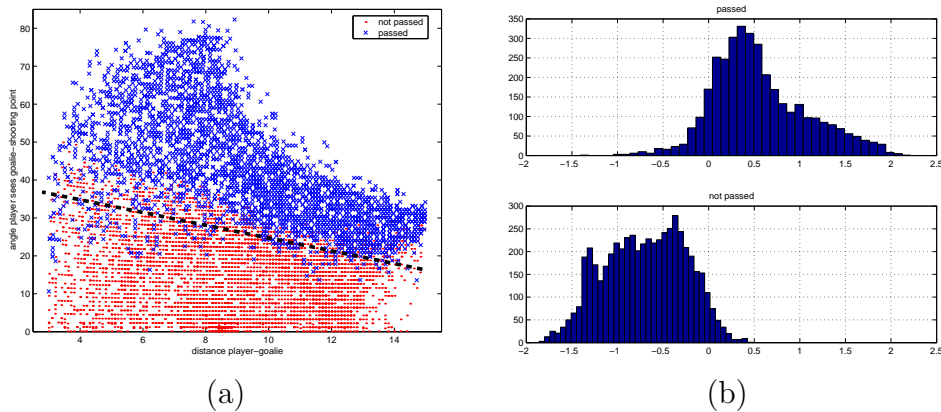 not passed
passed
angle player sees goalie−shooting point
80
70
60
50
40
30
20
10
0
4 6 8 10 12 14
distance player−goalie
(a)
passed
350
300
250
200
150
100
50
0
−2 −1.5 −1 −0.5 0 0.5 1 1.5 2 2.5
not passed
300
250
200
150
100
50
0
−2 −1.5 −1 −0.5 0 0.5 1 1.5 2 2.5
(b)